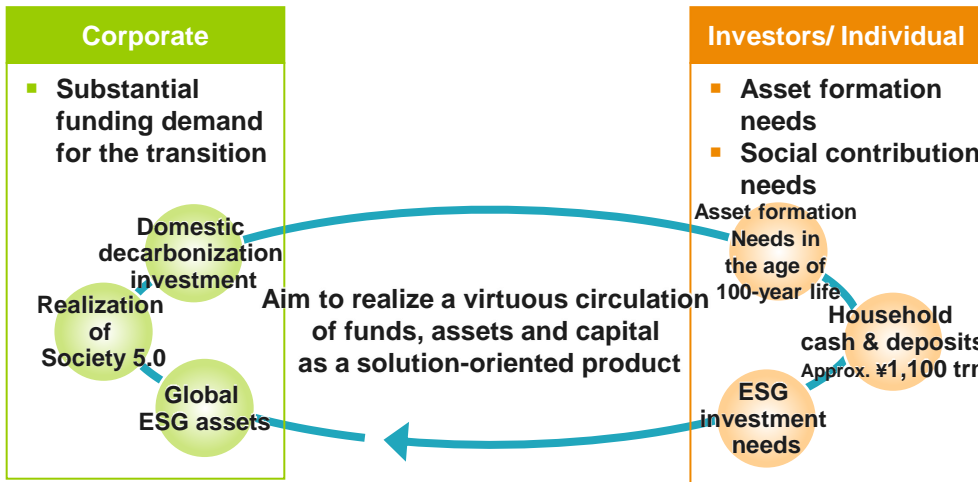 Corporate
▪ Substantial
funding demand
for the transition
Domestic
decarbonization
investment
Realization
of
Society 5.0
Global
ESG assets
Aim to realize a virtuous circulation
of funds, assets and capital
as a solution-oriented product
Investors/ Individual
▪ Asset formation
needs
▪ Social contribution
needs
Asset formation
Needs in
the age of
100-year life
Household
cash & deposits
Approx. ¥1,100 trn
ESG
investment
needs